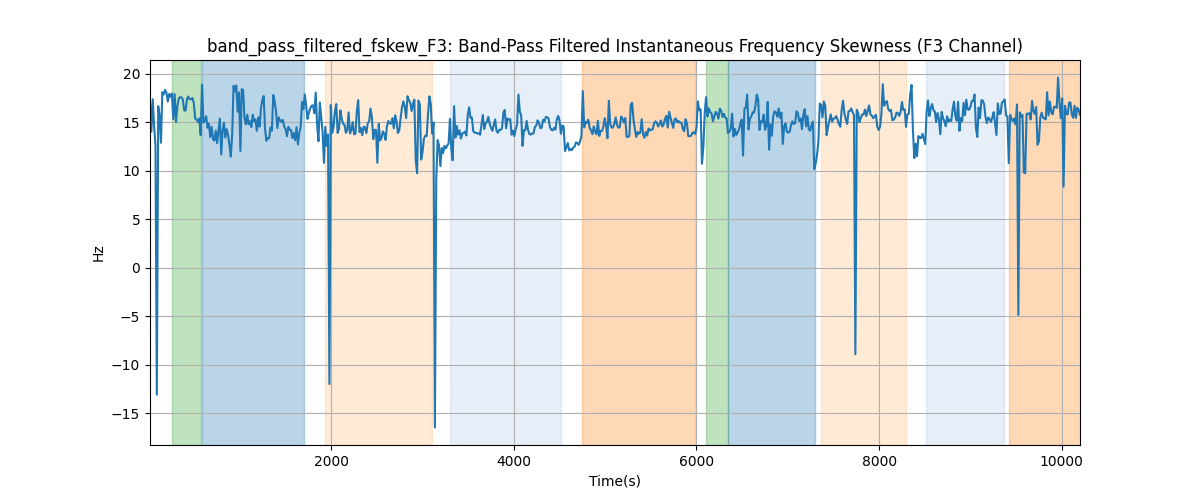 band_pass_filtered_fskew_F3: Band-Pass Filtered Instantaneous Frequency Skewness (F3 Channel)
20
15
10
5
0
−5
−10
−15
Hz
2000 4000 6000 8000 10000
Time(s)